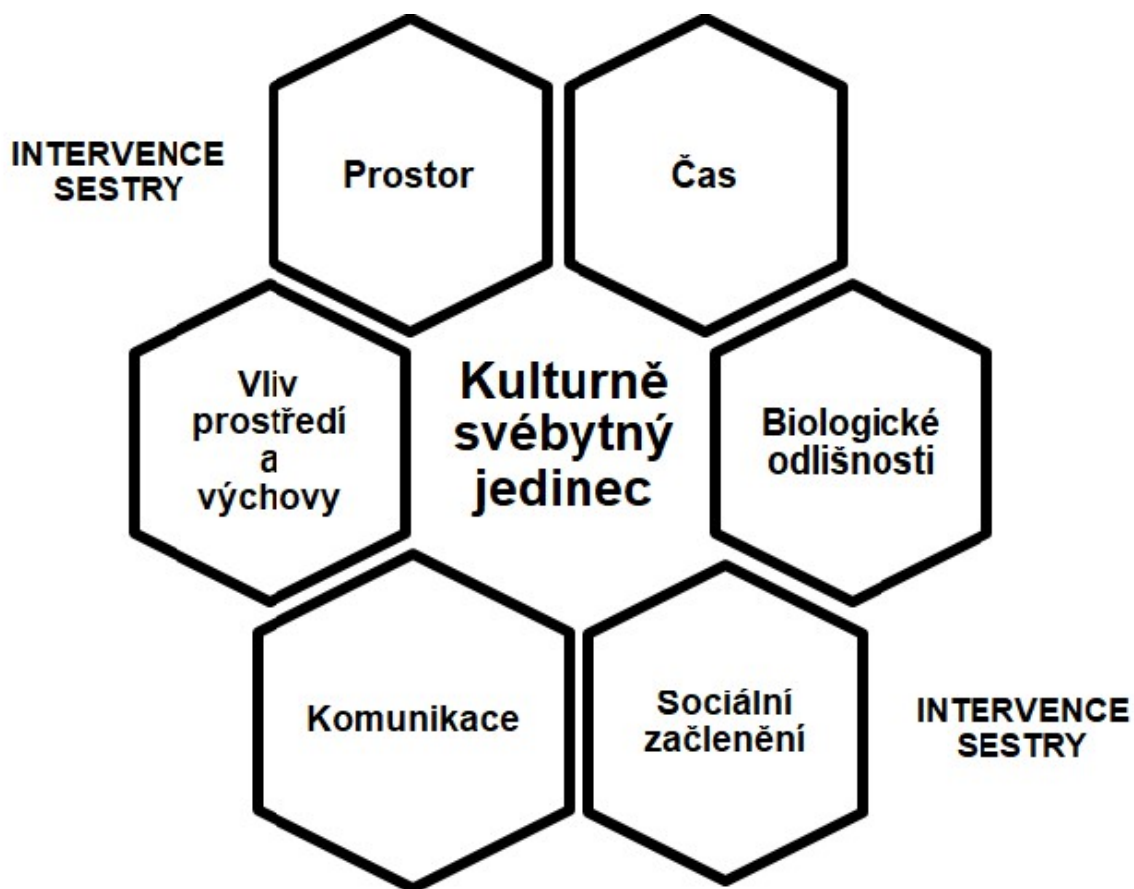 INTERVENCE
SESTRY
Prostor
Čas
Vliv
prostředí
a
výchovy
Kulturně
svébytný
jedinec
Biologické
odlišnosti
Komunikace
Sociální
začlenění
INTERVENCE
SESTRY